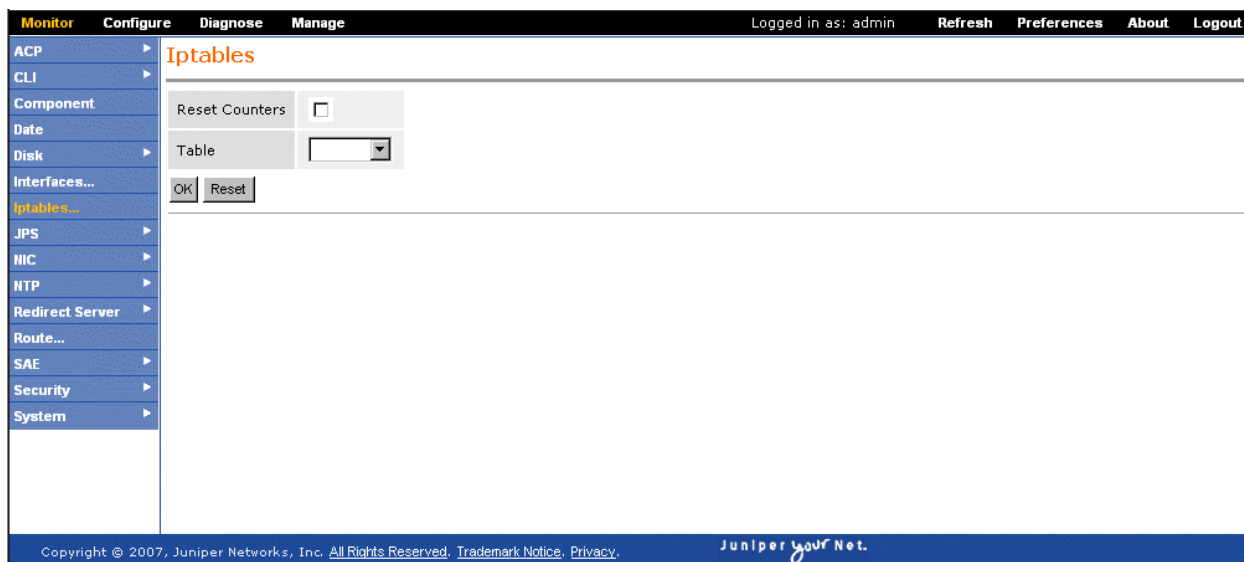 Monitor Configure Diagnose Manage Logged in as: admin Refresh Preferences About Logout
ACP
CLI
Component
Date
Disk
Interfaces...
Iptables...
JPS
NIC
NTP
Redirect Server
Route...
SAE
Security
System
Iptables
Reset Counters
Table
OK Reset
Copyright © 2007, Juniper Networks, Inc. All Rights Reserved. Trademark Notice. Privacy.
Juniper your Net.